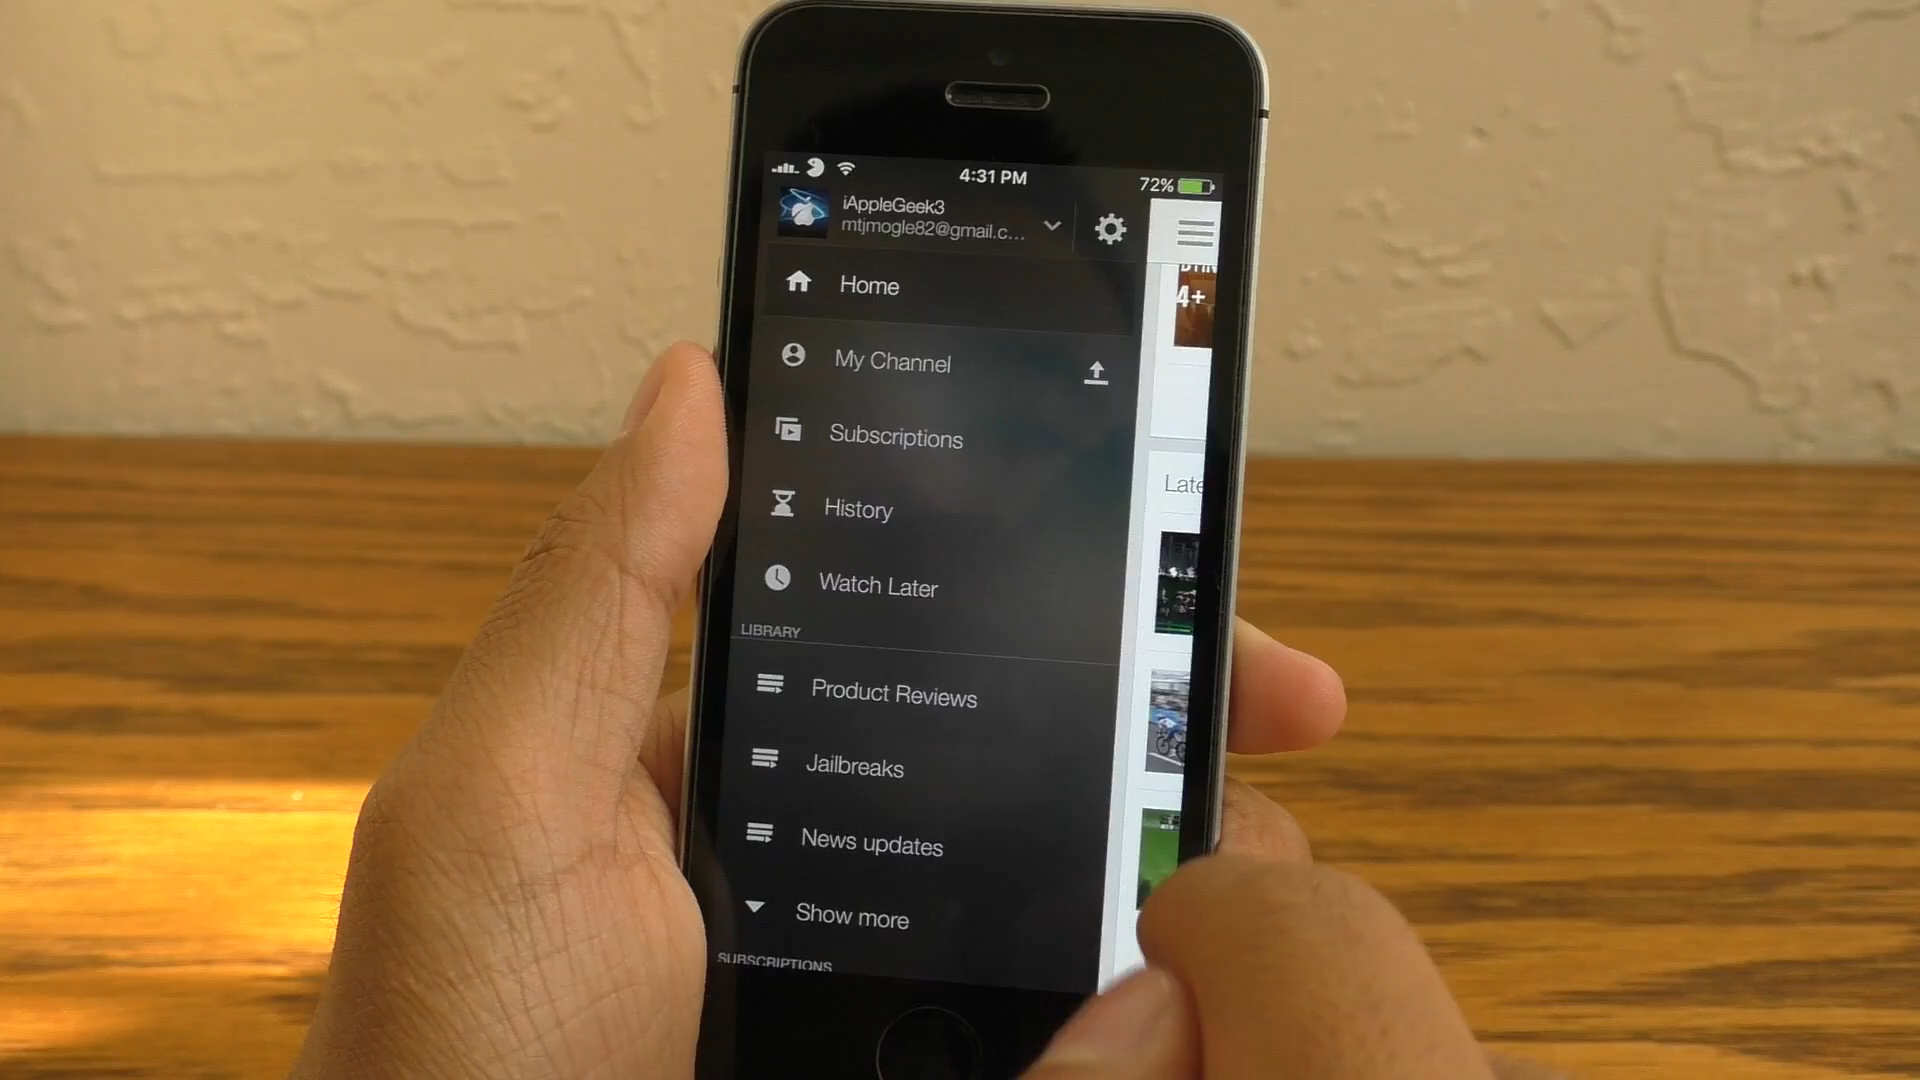 4:31 PM
72%
iAppleGeek3
mtjmogle82@gmail.c...
Home
4+
My Channel
Subscriptions
Late
History
Watch Later
LIBRARY
Product Reviews
Jailbreaks
News updates
Show more
SUBSCRIPTIONS